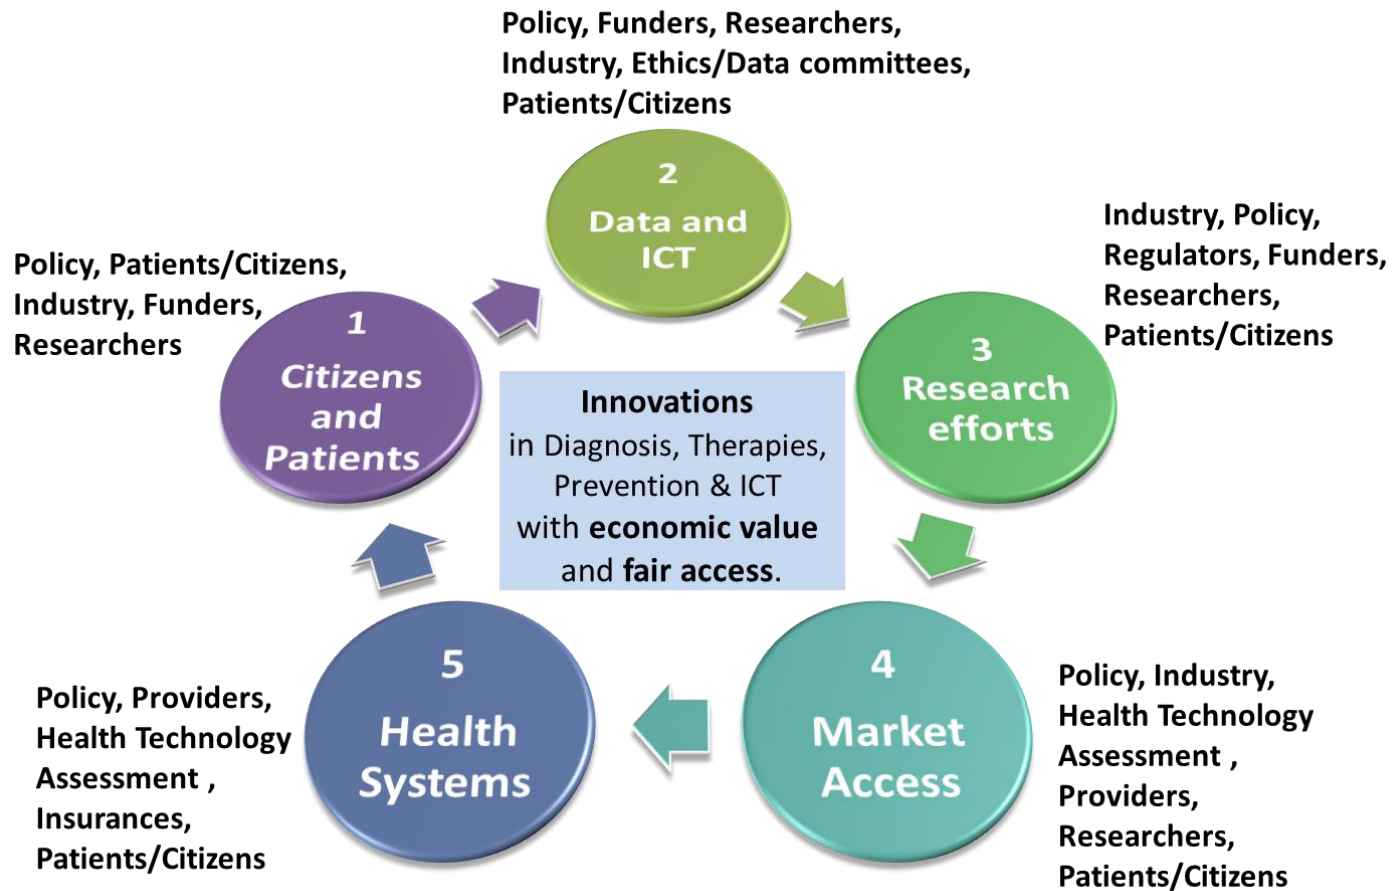 Policy, Funders, Researchers,
Industry, Ethics/Data committees,
Patients/Citizens
2
Data and
ICT
Industry, Policy,
Regulators, Funders,
Researchers,
Patients/Citizens
Policy, Patients/Citizens,
Industry, Funders,
Researchers
1
Citizens
and
Patients
3
Research
efforts
Innovations
in Diagnosis, Therapies,
Prevention & ICT
with economic value
and fair access.
5
Health
Systems
4
Market
Access
Policy, Providers,
Health Technology
Assessment ,
Insurances,
Patients/Citizens
Policy, Industry,
Health Technology
Assessment ,
Providers,
Researchers,
Patients/Citizens